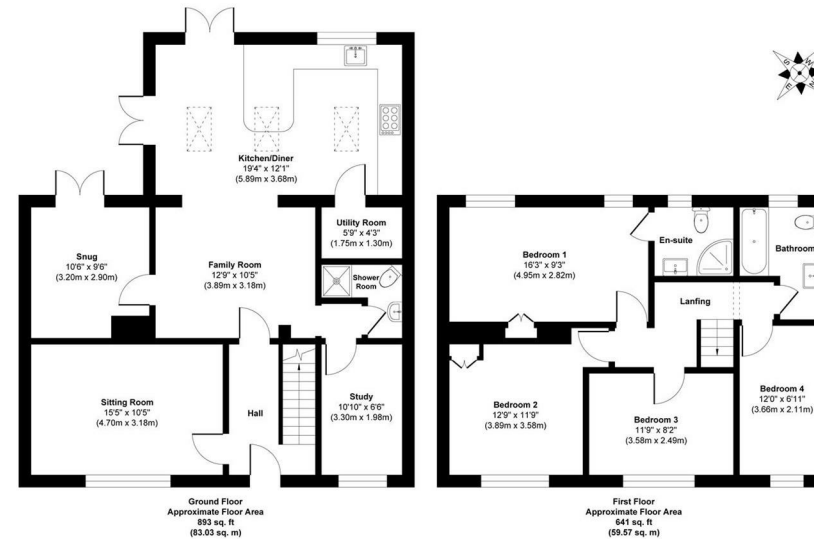 Kitchen/Diner
19'4" x 12'1"
(5.89m x 3.68m)
Utility Room
5'9" x 4'3"
(1.75m x 1.30m)
Snug
10'6" x 9'6"
(3.20m x 2.90m)
Family Room
12'9" x 10'5"
(3.89m x 3.18m)
Shower
Room
Sitting Room
15'5" x 10'5"
(4.70m x 3.18m)
Hall
Study
10'10" x 6'6"
(3.30m x 1.98m)
Ground Floor
Approximate Floor Area
893 sq. ft
(83.03 sq. m)
S
W
E
N
Bedroom 1
16'3" x 9'3"
(4.95m x 2.82m)
En-suite
Bathroom
Lanfing
Bedroom 2
12'9" x 11'9"
(3.89m x 3.58m)
Bedroom 3
11'9" x 8'2"
(3.58m x 2.49m)
Bedroom 4
12'0" x 6'11"
(3.66m x 2.11m)
First Floor
Approximate Floor Area
641 sq. ft
(59.57 sq. m)